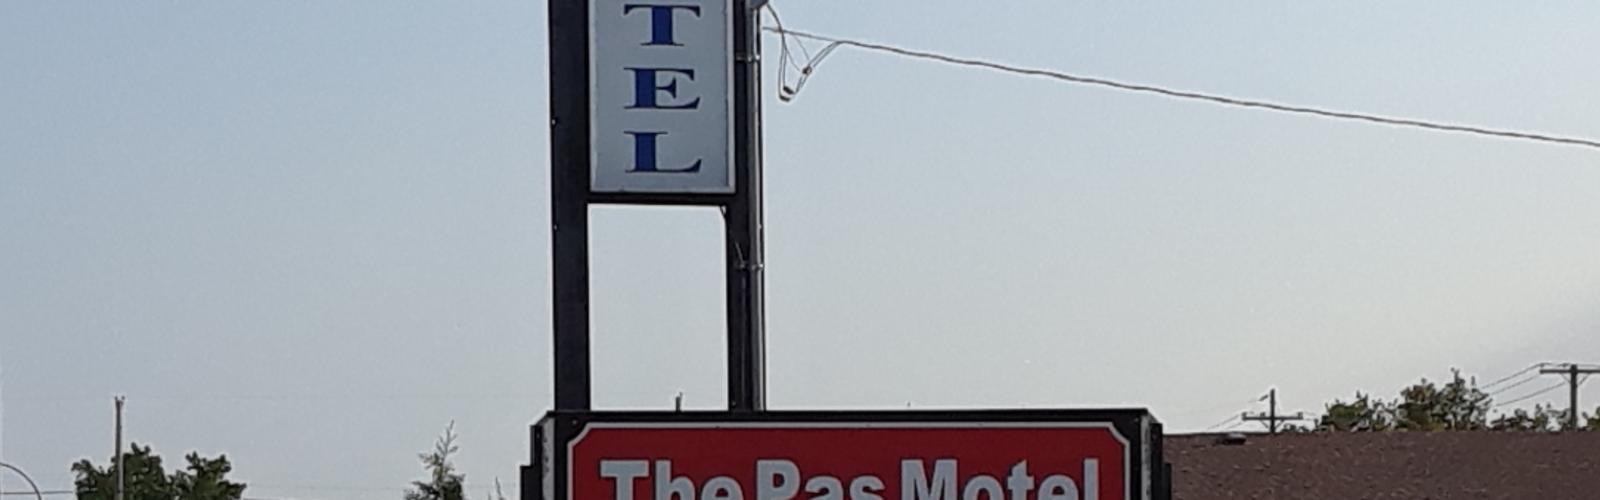 T
E
L
The Pas Motel